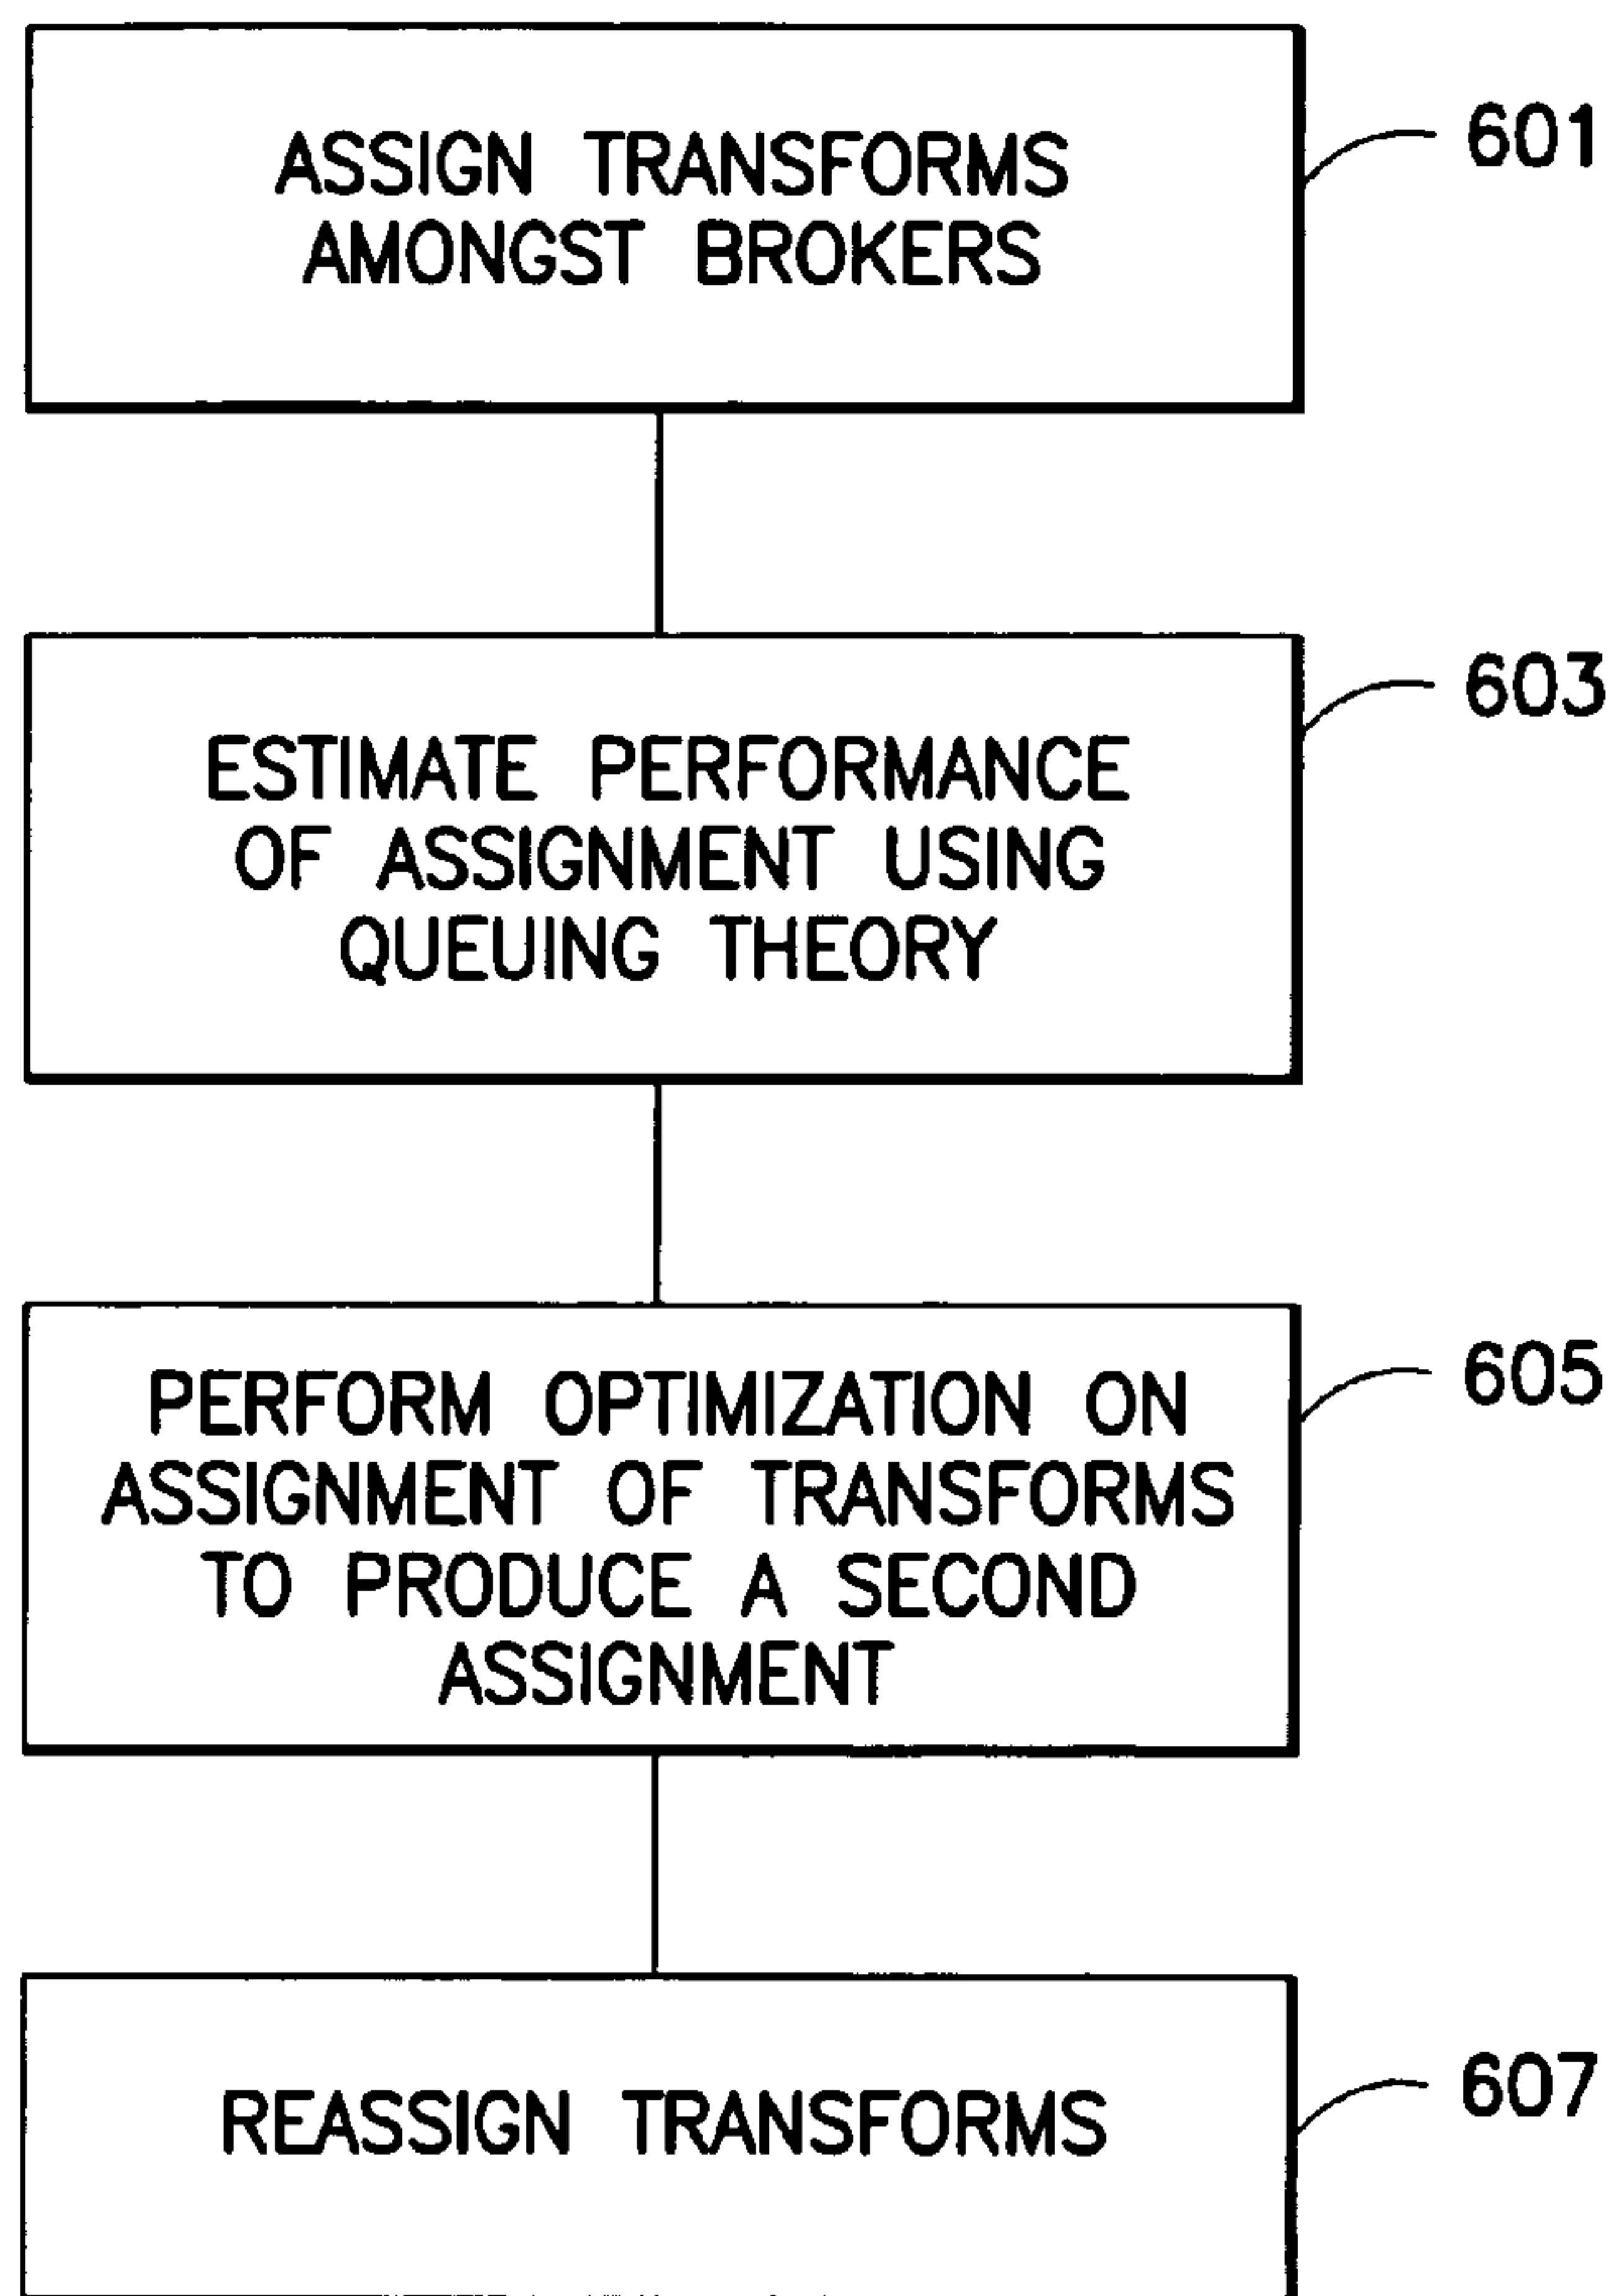 ASSIGN TRANSFORMS
AMONGST BROKERS
601
ESTIMATE PERFORMANCE
OF ASSIGNMENT USING
QUEUING THEORY
603
PERFORM OPTIMIZATION ON
ASSIGNMENT OF TRANSFORMS
TO PRODUCE A SECOND
ASSIGNMENT
605
REASSIGN TRANSFORMS
607